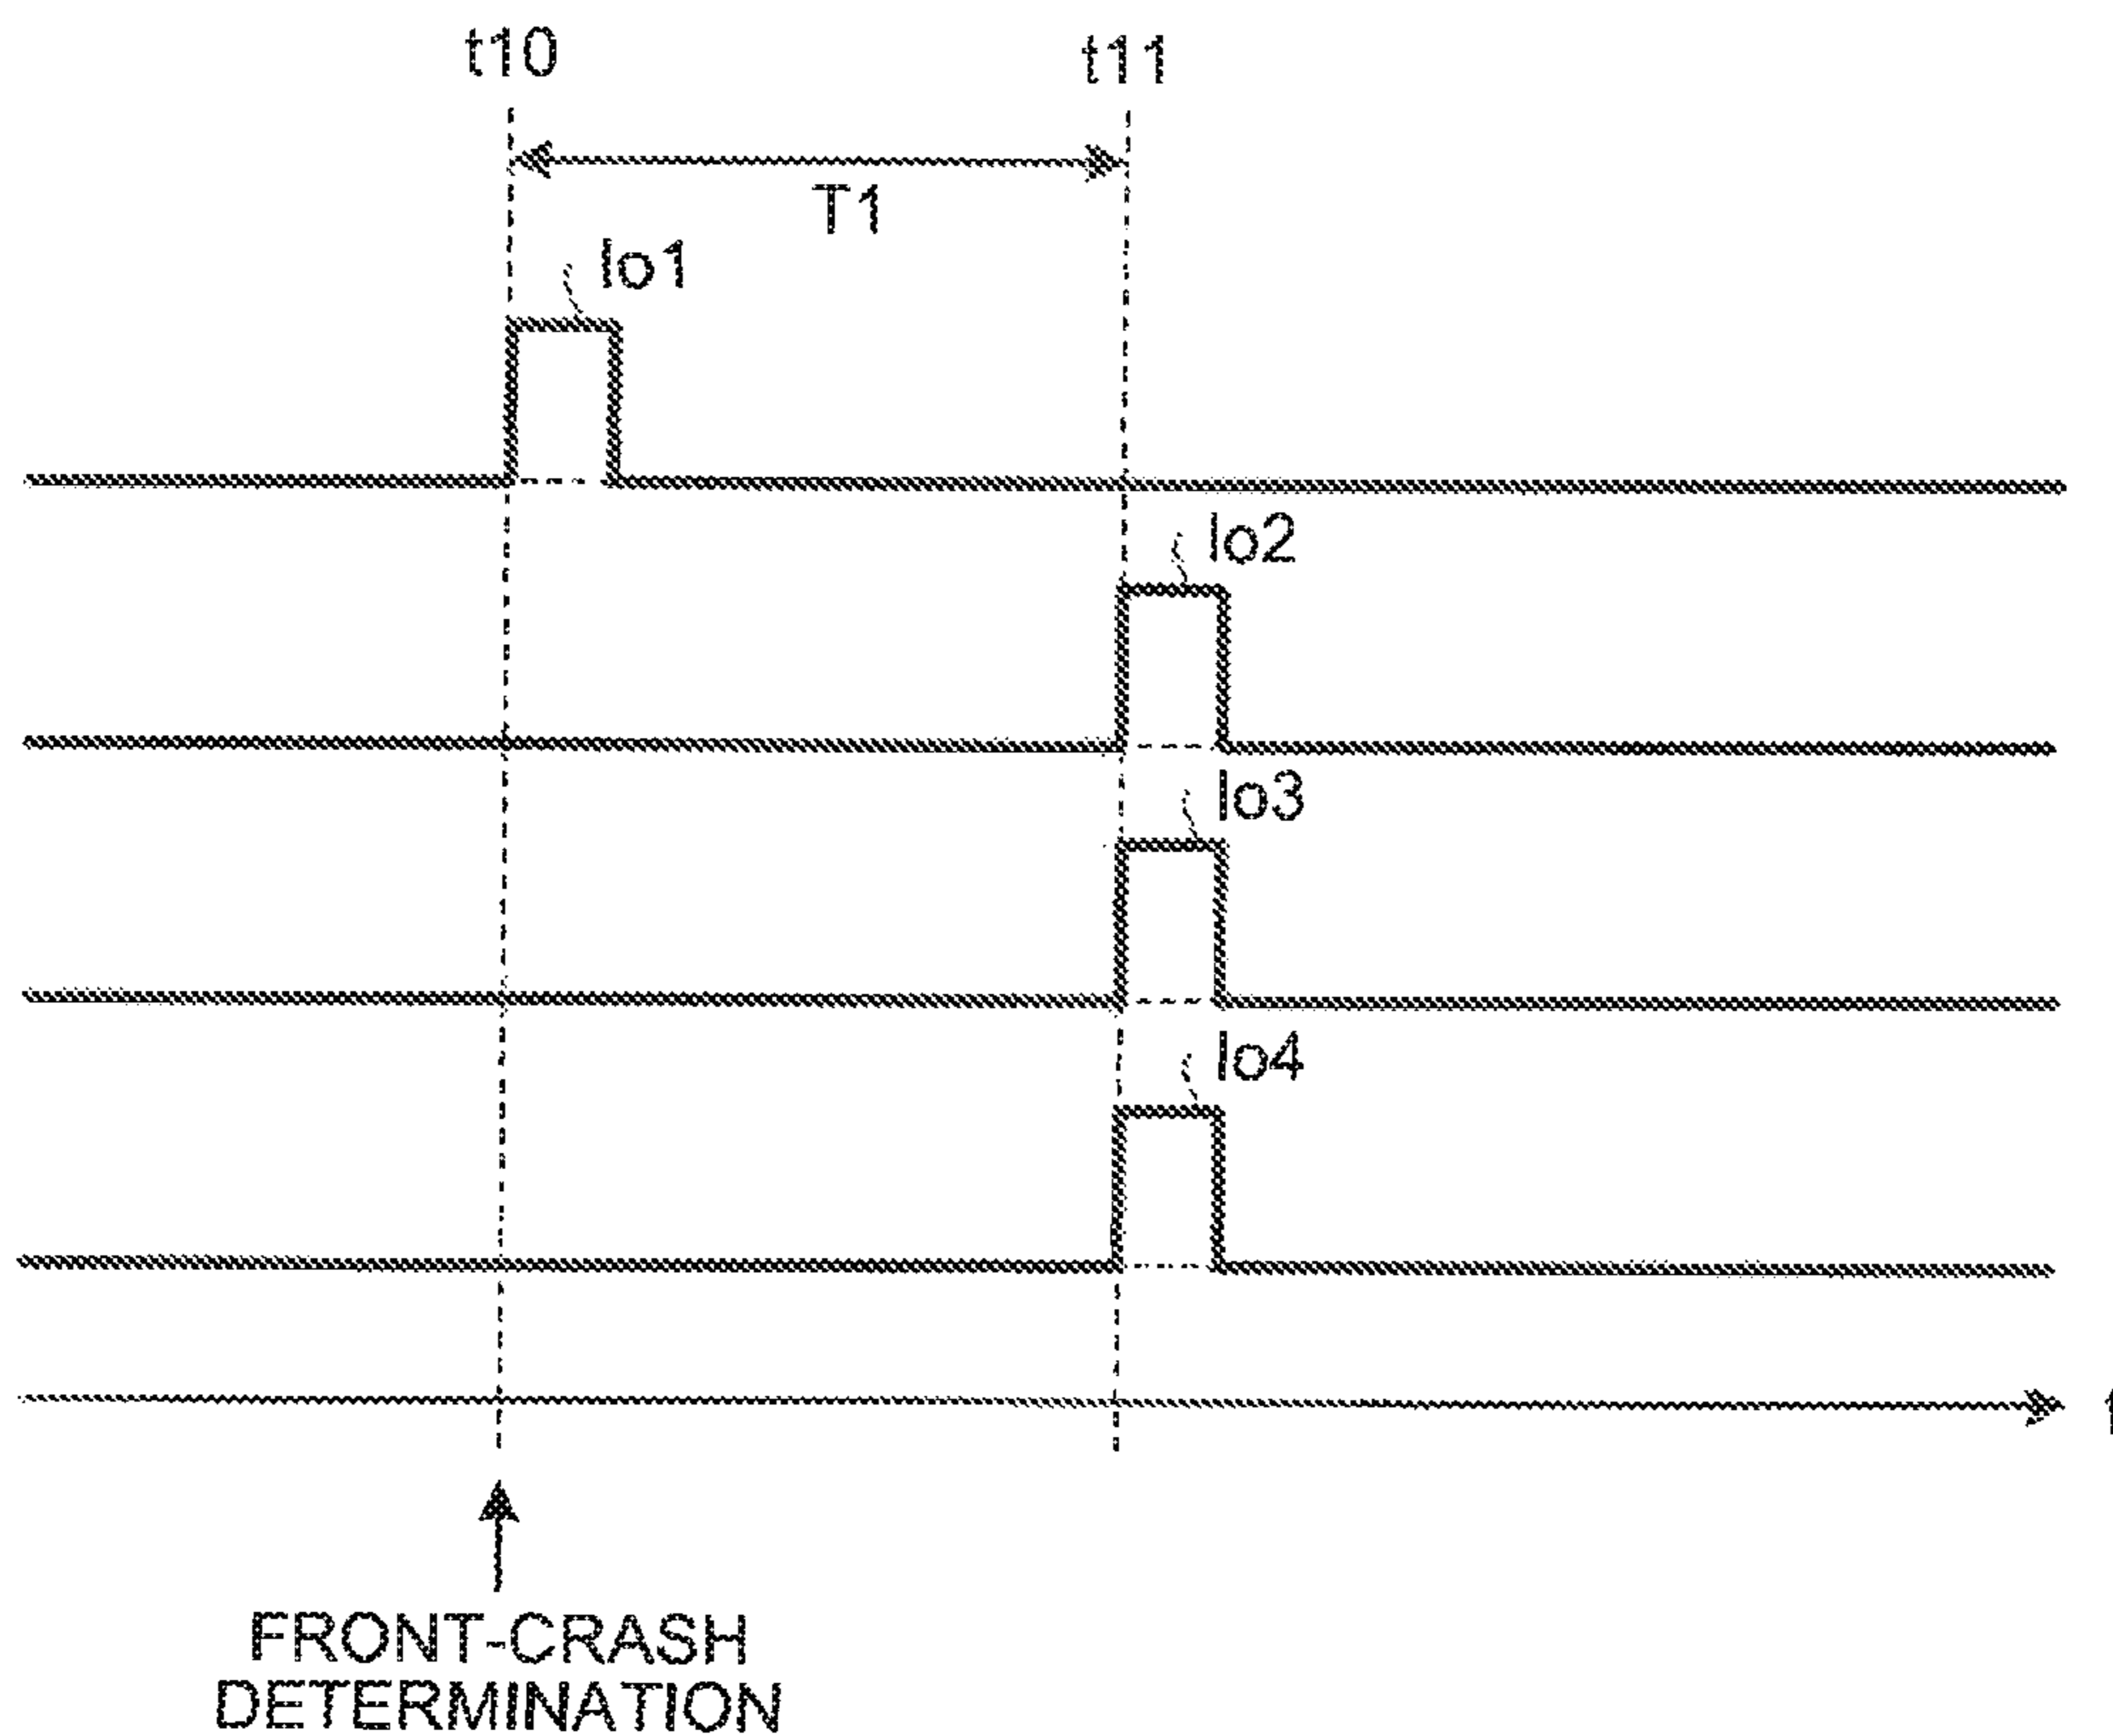 t10
t11
T1
Io1
Io2
Io3
Io4
t
FRONT-CRASH
DETERMINATION